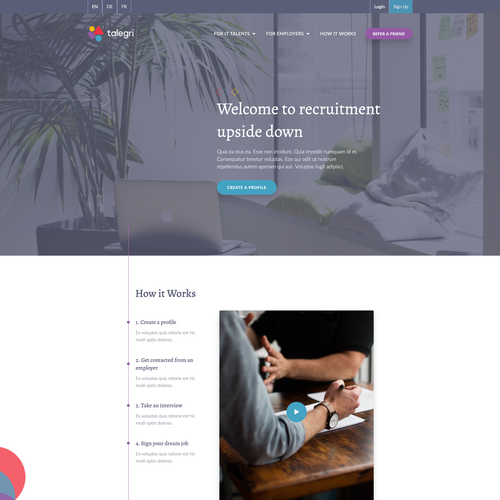 EN DE FR Login Sign Up
talegri FOR IT TALENTS FOR EMPLOYERS HOW IT WORKS REFER A FRIEND
Welcome to recruitment
upside down
Quia ea eius ea. Esse non incidunt. Quia impedit numquam id et.
Consequatur tenetur voluptas. Eos qui odit ut nostrum
repellendus autem aperiam qui aut. Voluptas fugit adipisci.
CREATE A PROFILE
How it Works
1. Create a profile
Ex voluptas quia ratione est hic
modi optio dolores.
2. Get contacted from an
employer
Ex voluptas quia ratione est hic
modi optio dolores.
3. Take an interview
Ex voluptas quia ratione est hic
modi optio dolores.
4. Sign your dream job
Ex voluptas quia ratione est hic
modi optio dolores.